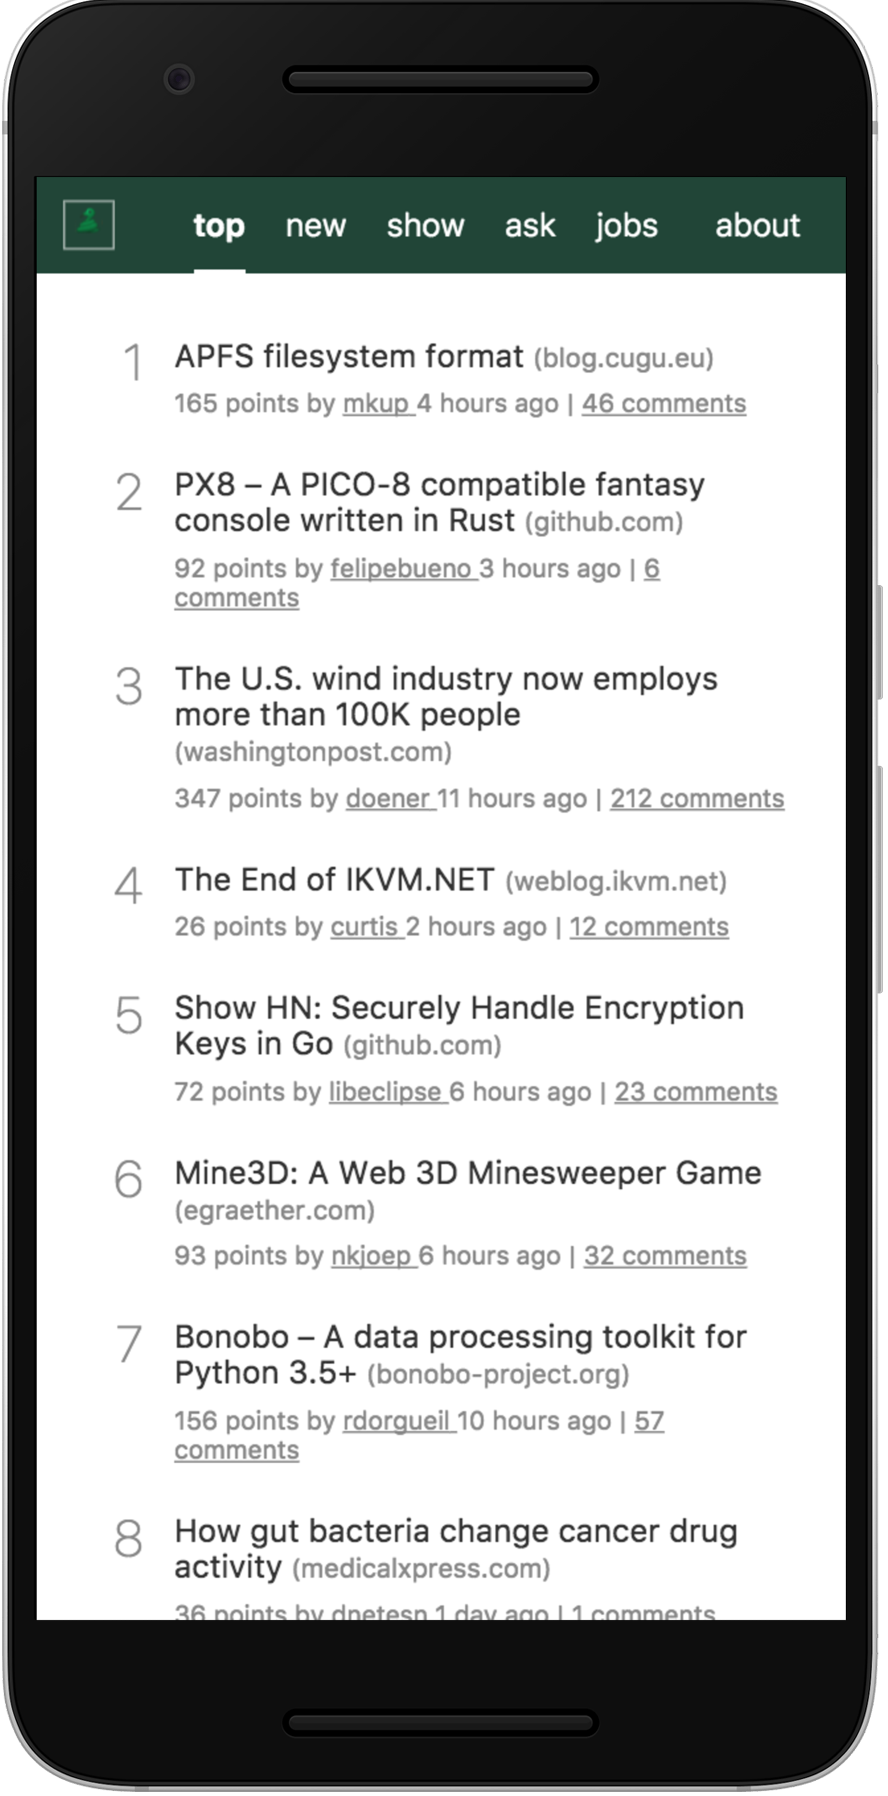 top new show ask jobs about
1 APFS filesystem format (blog.cugu.eu)
165 points by mkup 4 hours ago | 46 comments
2 PX8 – A PICO-8 compatible fantasy
console written in Rust (github.com)
92 points by felipebueno 3 hours ago | 6
comments
3 The U.S. wind industry now employs
more than 100K people
(washingtonpost.com)
347 points by doener 11 hours ago | 212 comments
4 The End of IKVM.NET (weblog.ikvm.net)
26 points by curtis 2 hours ago | 12 comments
5 Show HN: Securely Handle Encryption
Keys in Go (github.com)
72 points by libeclipse 6 hours ago | 23 comments
6 Mine3D: A Web 3D Minesweeper Game
(egraether.com)
93 points by nkjoep 6 hours ago | 32 comments
7 Bonobo – A data processing toolkit for
Python 3.5+ (bonobo-project.org)
156 points by rdorgueil 10 hours ago | 57
comments
8 How gut bacteria change cancer drug
activity (medicalxpress.com)
36 points by dnetesn 1 day ago | 1 comments